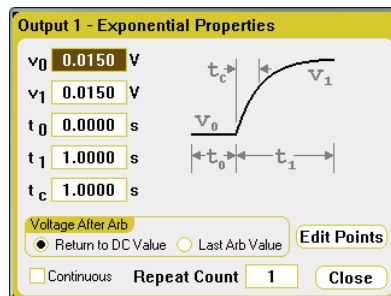 Output 1 - Exponential Properties
v0 0.0150 V
v1 0.0150 V
t0 0.0000 s
t1 1.0000 s
tc 1.0000 s
tc
V1
V0
t0
t1
Voltage After Arb
Return to DC Value Last Arb Value
Edit Points
Continuous Repeat Count 1 Close